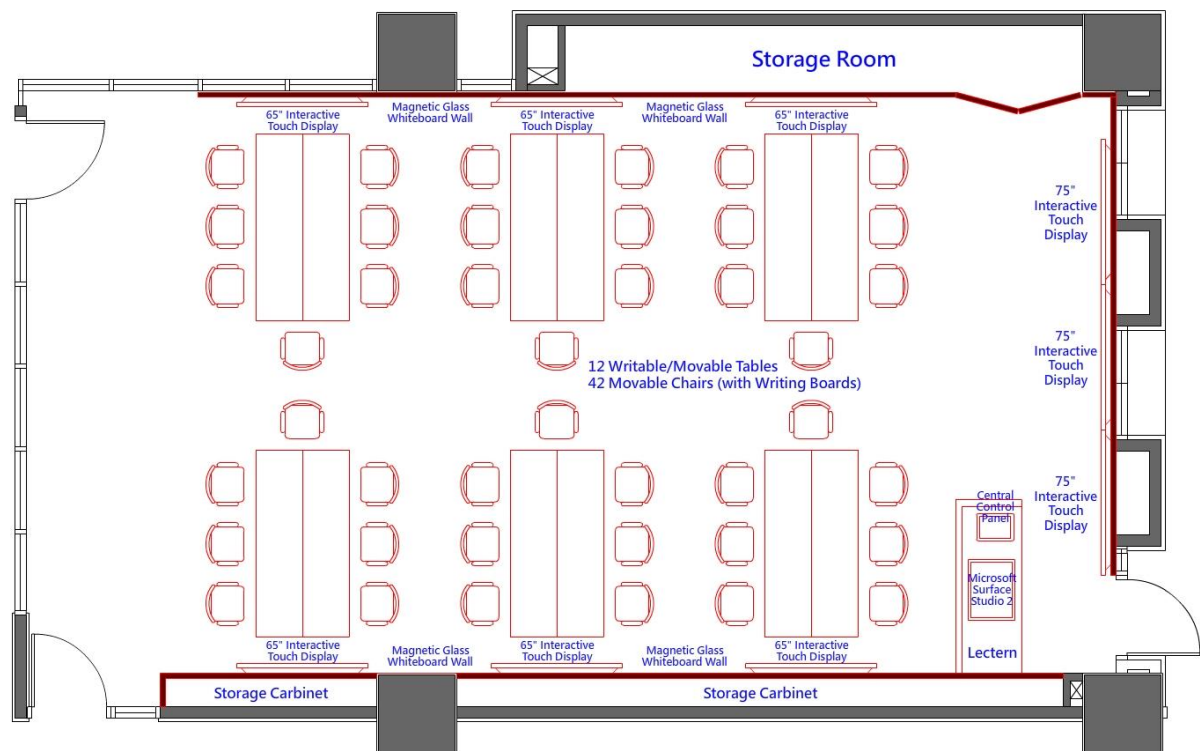 Storage Room
65" Interactive
Touch Display
Magnetic Glass
Whiteboard Wall
65" Interactive
Touch Display
Magnetic Glass
Whiteboard Wall
65" Interactive
Touch Display
75"
Interactive
Touch
Display
75"
Interactive
Touch
Display
12 Writable/Movable Tables
42 Movable Chairs (with Writing Boards)
75"
Interactive
Touch
Display
Central
Control
Panel
Microsoft
Surface
Studio 2
Lectern
65" Interactive
Touch Display
Magnetic Glass
Whiteboard Wall
65" Interactive
Touch Display
Magnetic Glass
Whiteboard Wall
65" Interactive
Touch Display
Storage Carbinet
Storage Carbinet